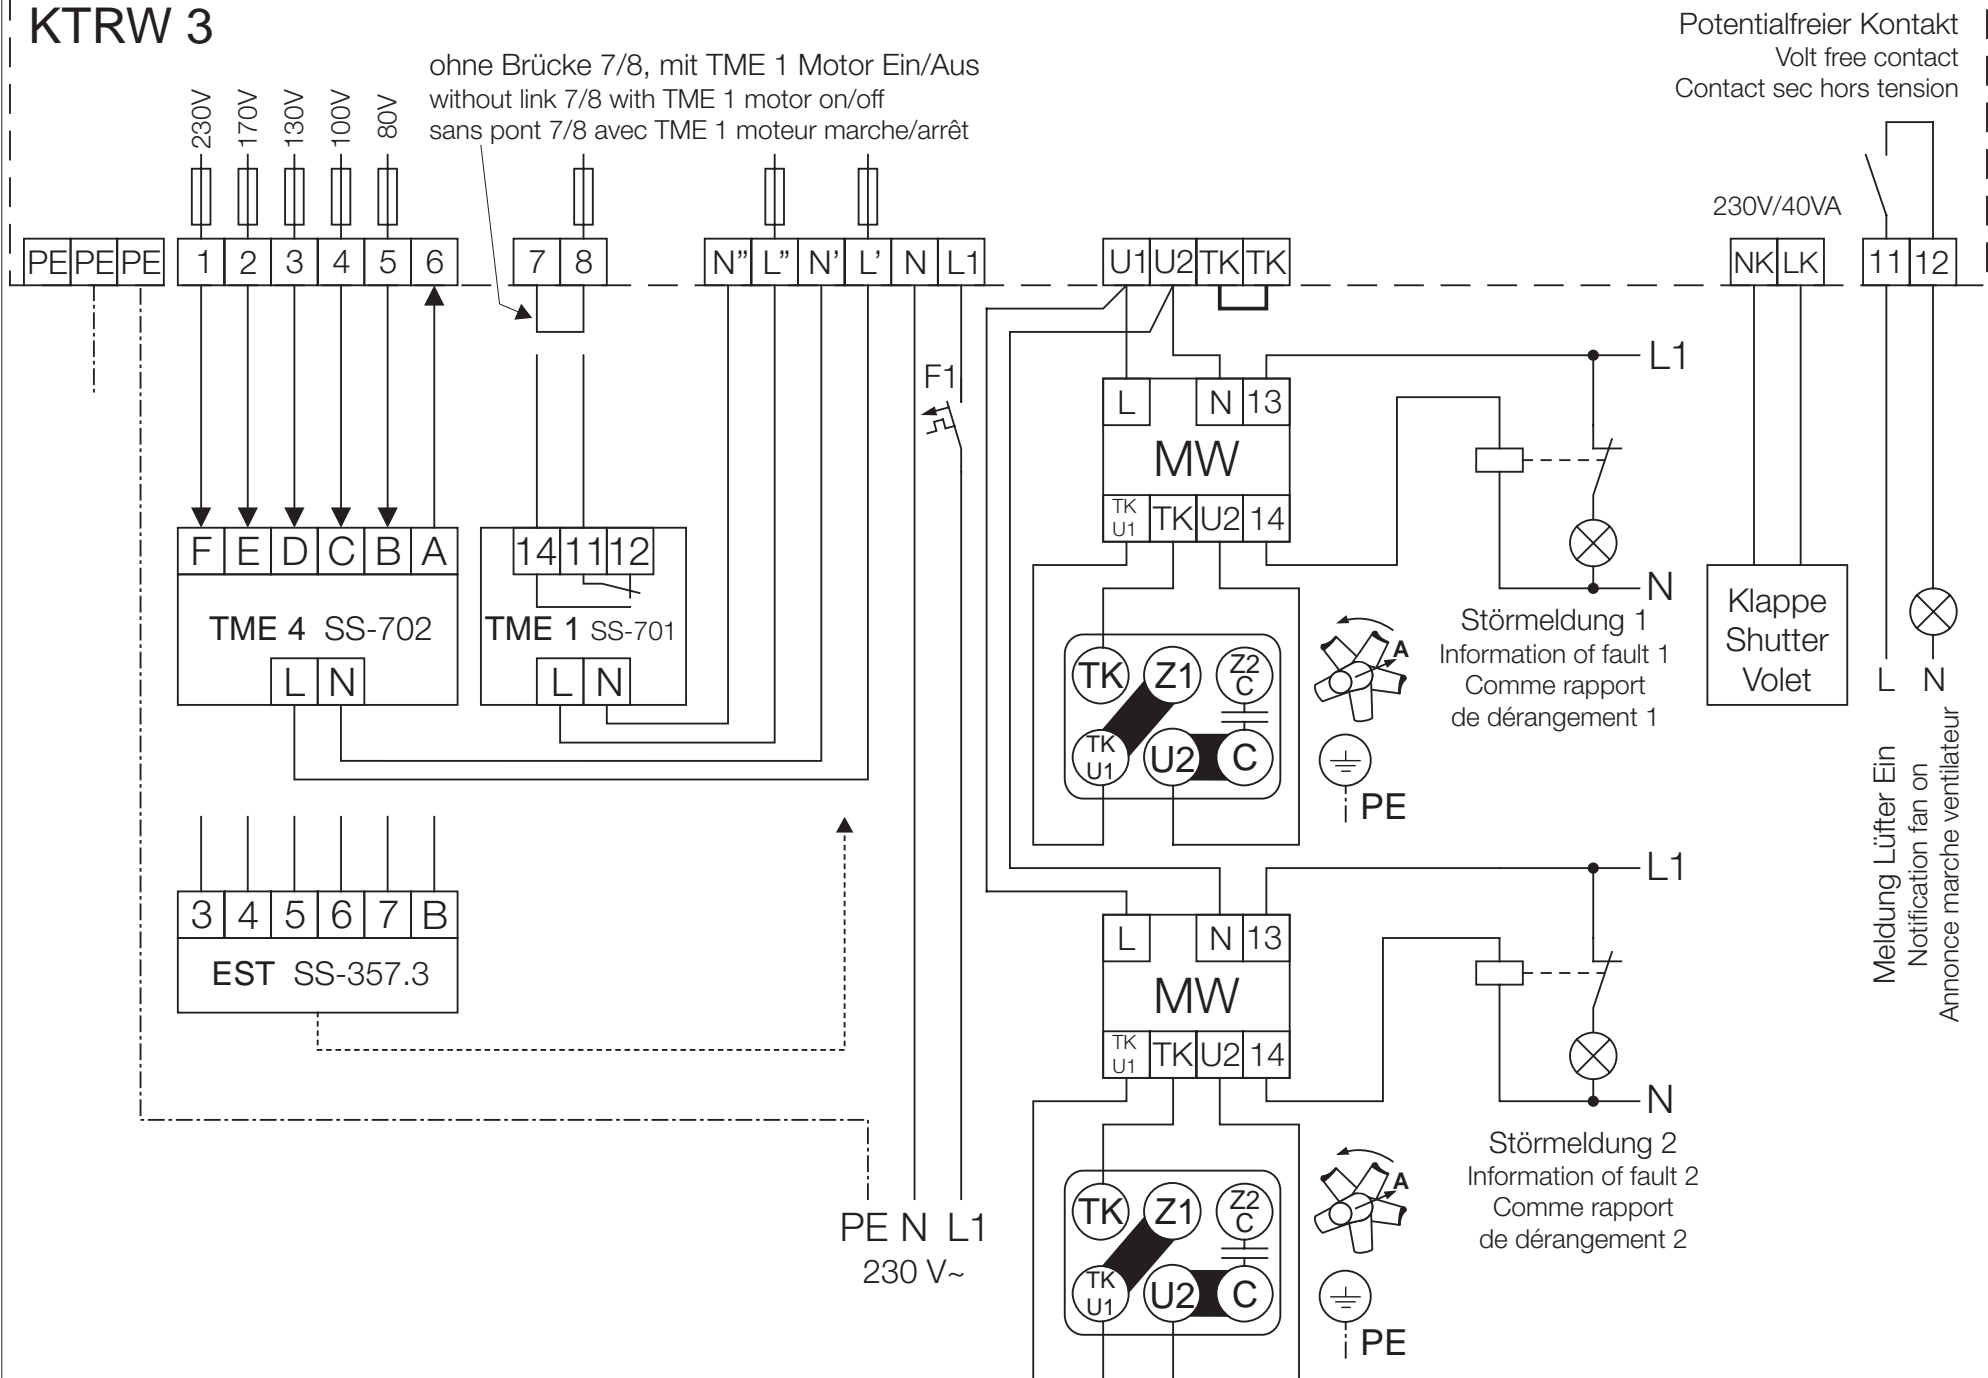 KTRW 3
ohne Brücke 7/8, mit TME 1 Motor Ein/Aus
without link 7/8 with TME 1 motor on/off
sans pont 7/8 avec TME 1 moteur marche/arrêt
Potentialfreier Kontakt
Volt free contact
Contact sec hors tension
230V 170V 130V 100V 80V
230V/40VA
PE PE PE 1 2 3 4 5 6 7 8 N” L” N’ L’ N L1 U1 U2 TK TK NK LK 11 12
F1
L1
L N 13
MW
TK U1 TK U2 14
F E D C B A
TME 4 SS-702
L N
14 11 12
TME 1 SS-701
L N
N
Störmeldung 1
Information of fault 1
Comme rapport
de dérangement 1
TK Z1 Z2 C
TK U1 U2 C
A
PE
Klappe
Shutter
Volet
L N
Meldung Lüfter Ein
Notification fan on
Annonce marche ventilateur
3 4 5 6 7 B
EST SS-357.3
L1
L N 13
MW
TK U1 TK U2 14
N
Störmeldung 2
Information of fault 2
Comme rapport
de dérangement 2
TK Z1 Z2 C
TK U1 U2 C
A
PE
PE N L1
230 V~